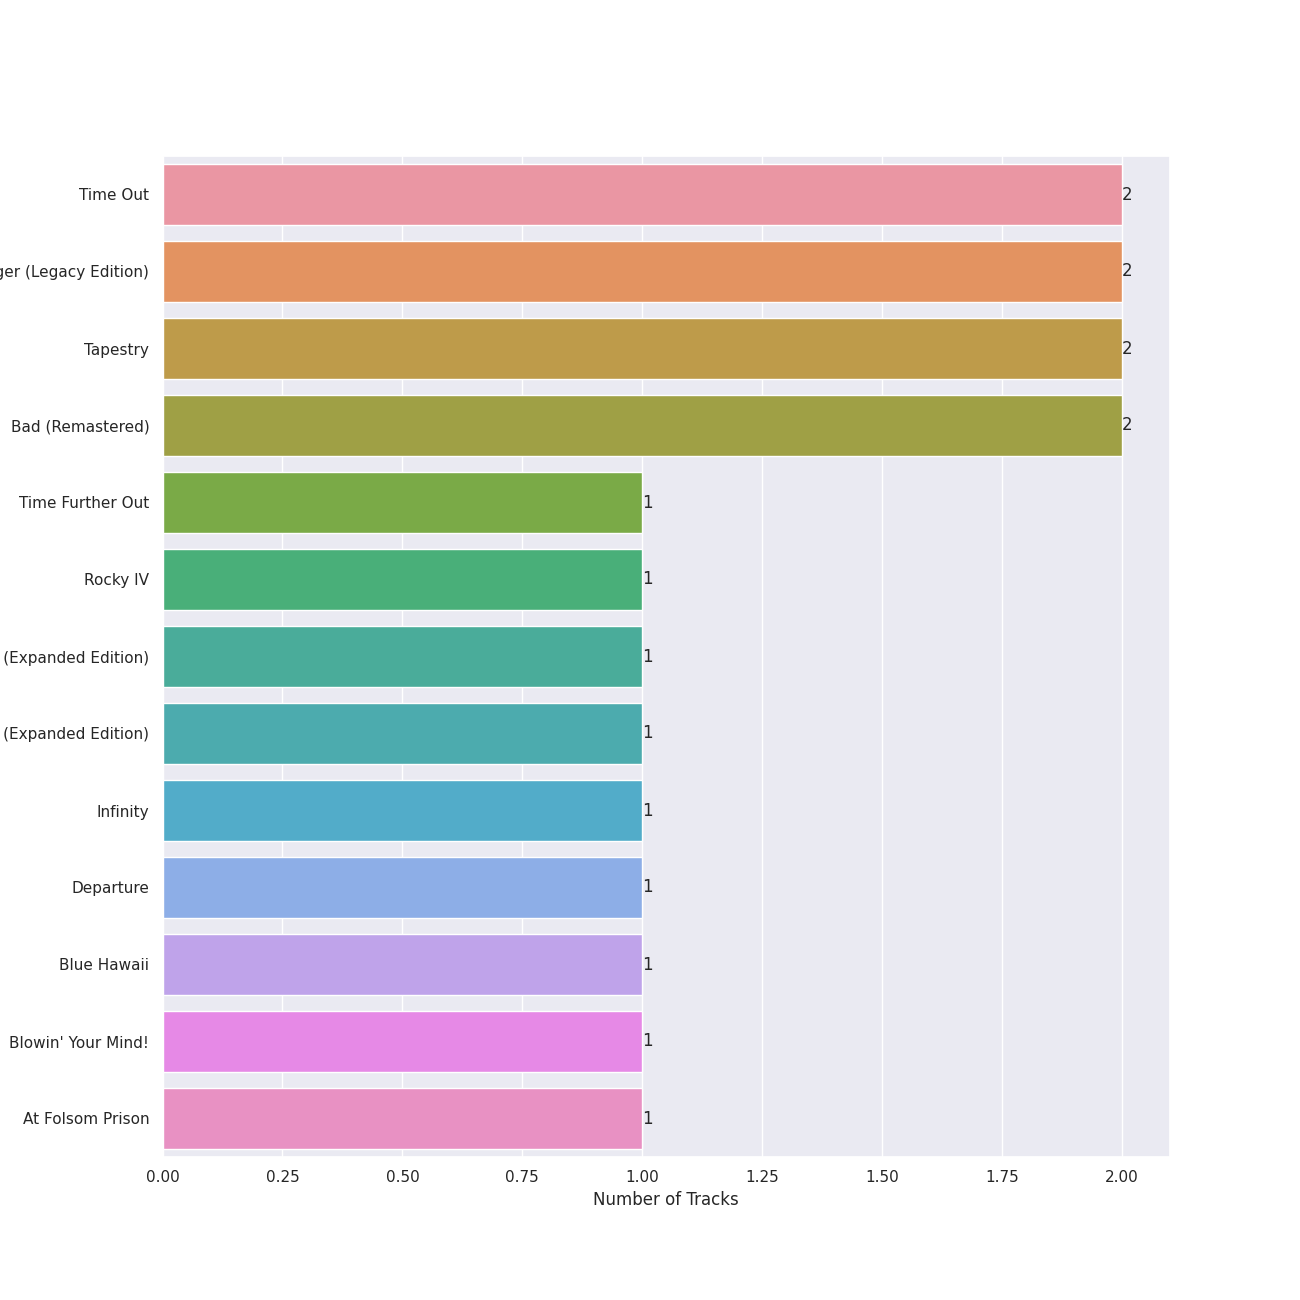 Time Out 2
(Legacy Edition) 2
Tapestry 2
Bad (Remastered) 2
Time Further Out 1
Rocky IV 1
(Expanded Edition) 1
(Expanded Edition) 1
Infinity 1
Departure 1
Blue Hawaii 1
Blowin' Your Mind! 1
At Folsom Prison 1
0.00 0.25 0.50 0.75 1.00 1.25 1.50 1.75 2.00
Number of Tracks